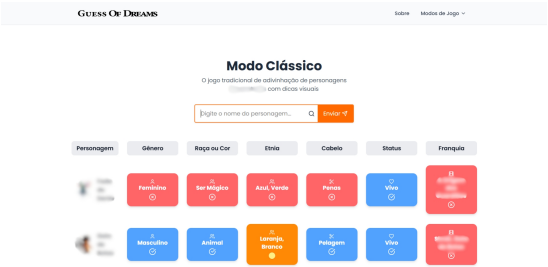 Guess Of Dreams
Sobre
Modos de Jogo
Modo Clássico
O jogo tradicional de adivinhação de personagens
com dicas visuais
Digite o nome do personagem...
Enviar
Personagem
Gênero
Raça ou Cor
Etnia
Cabelo
Status
Franquia
Feminino
Ser Mágico
Azul, Verde
Penas
Vivo
Masculino
Animal
Laranja,
Branco
Pelagem
Vivo